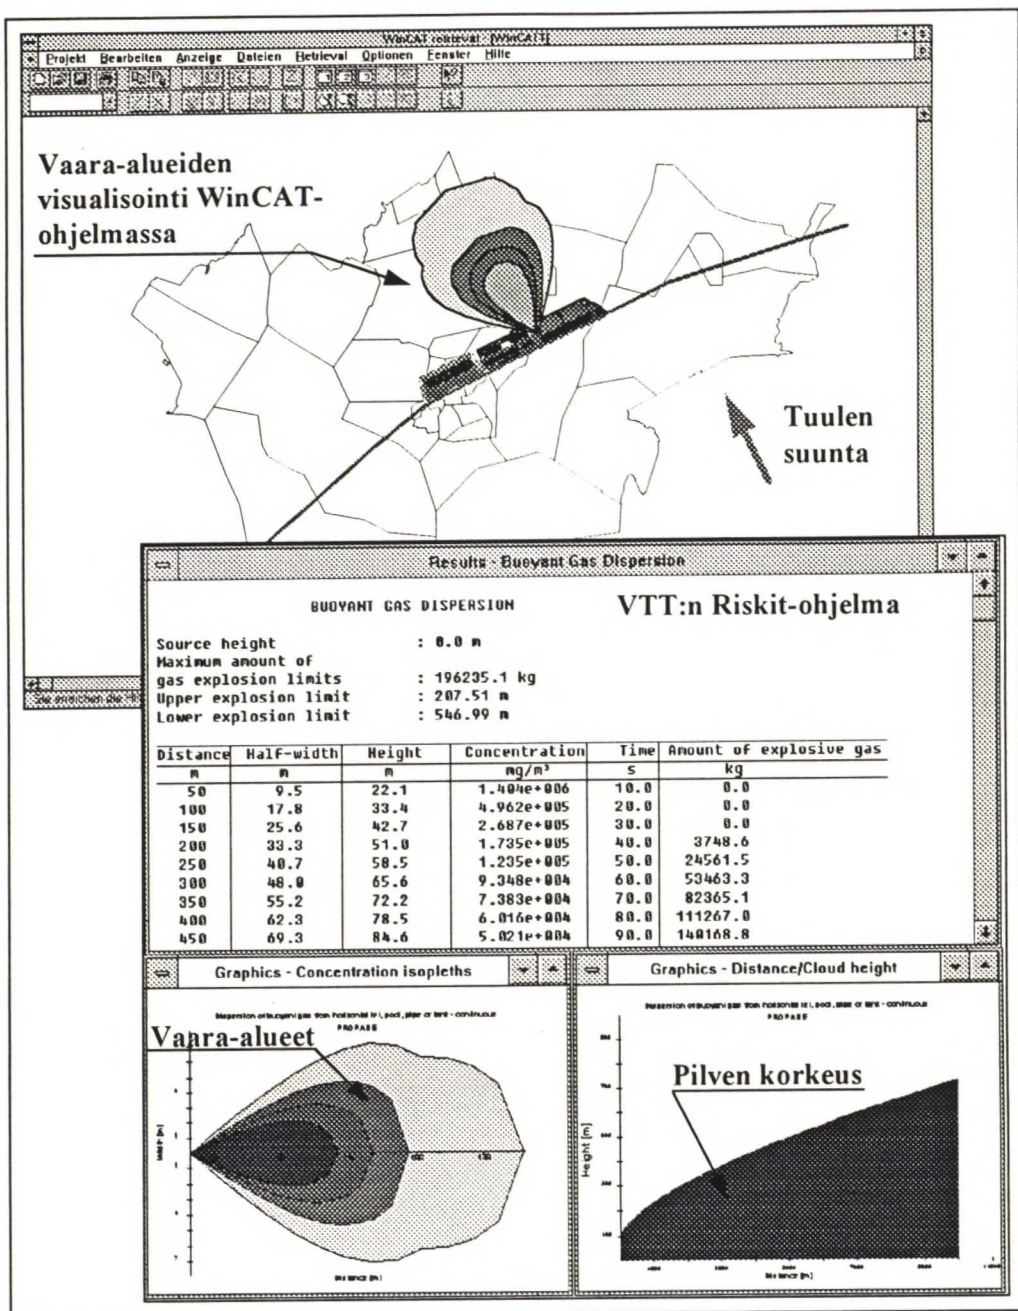 WinCAT retrieval - [WinCAT]
Projekt Bearbeiten Anzeige Dateien Retrieval Optionen Fenster Hilfe
Vaara-alueiden
visualisointi WinCAT-
ohjelmassa
Tuulen
suunta
Results - Buoyant Gas Dispersion
BUOYANT GAS DISPERSION
VTT:n Riskit-ohjelma
Source height : 0.0 m
Maximum amount of
gas explosion limits : 196235.1 kg
Upper explosion limit : 207.51 m
Lower explosion limit : 546.99 m
Distance Half-width Height Concentration Time Amount of explosive gas
m m m mg/m³ s kg
50 9.5 22.1 1.404e+006 10.0 0.0
100 17.8 33.4 4.962e+005 20.0 0.0
150 25.6 42.7 2.687e+005 30.0 0.0
200 33.3 51.0 1.735e+005 40.0 3748.6
250 40.7 58.5 1.235e+005 50.0 24561.5
300 48.0 65.6 9.348e+004 60.0 53463.3
350 55.2 72.2 7.383e+004 70.0 82365.1
400 62.3 78.5 6.016e+004 80.0 111267.0
450 69.3 84.6 5.021e+004 90.0 140168.8
Graphics - Concentration isopleths
Vaara-alueet
Distance [m]
Graphics - Distance/Cloud height
Pilven korkeus
Height [m]
Distance [m]